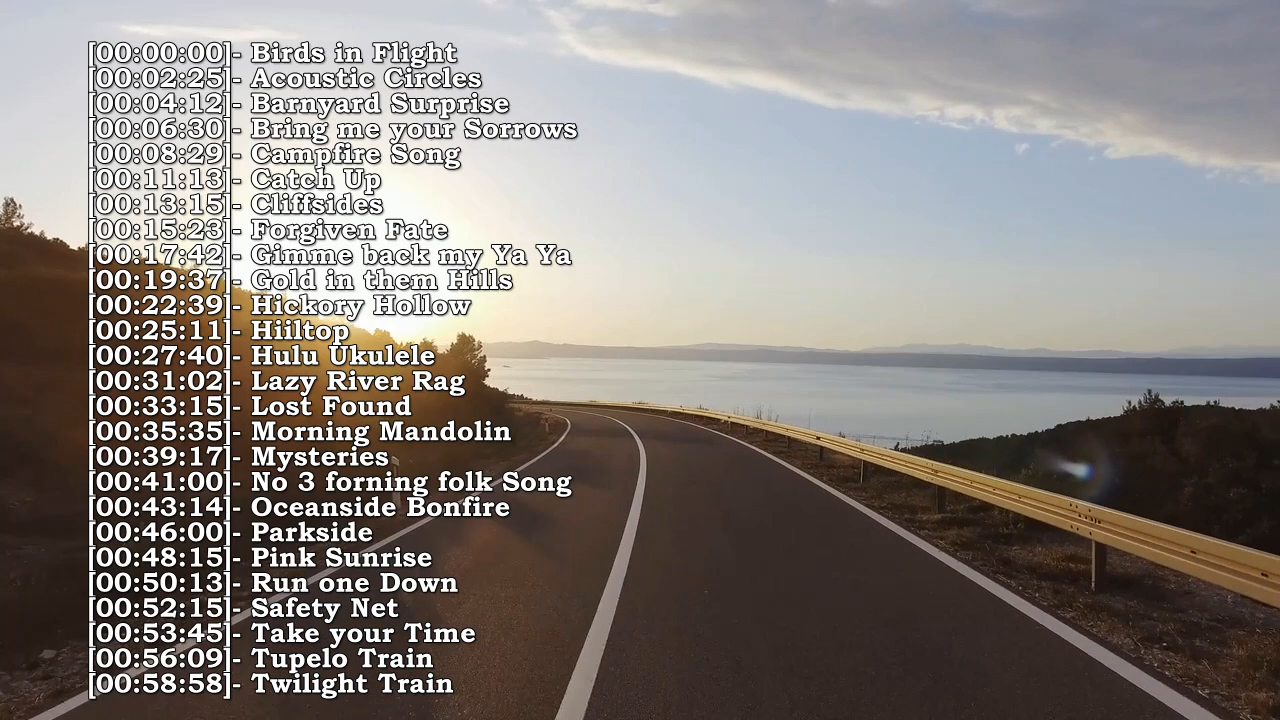 [00:00:00]- Birds in Flight
[00:02:25]- Acoustic Circles
[00:04:12]- Barnyard Surprise
[00:06:30]- Bring me your Sorrows
[00:08:29]- Campfire Song
[00:11:13]- Catch Up
[00:13:15]- Cliffsides
[00:15:23]- Forgiven Fate
[00:17:42]- Gimme back my Ya Ya
[00:19:37]- Gold in them Hills
[00:22:39]- Hickory Hollow
[00:25:11]- Hiiltop
[00:27:40]- Hulu Ukulele
[00:31:02]- Lazy River Rag
[00:33:15]- Lost Found
[00:35:35]- Morning Mandolin
[00:39:17]- Mysteries
[00:41:00]- No 3 forning folk Song
[00:43:14]- Oceanside Bonfire
[00:46:00]- Parkside
[00:48:15]- Pink Sunrise
[00:50:13]- Run one Down
[00:52:15]- Safety Net
[00:53:45]- Take your Time
[00:56:09]- Tupelo Train
[00:58:58]- Twilight Train